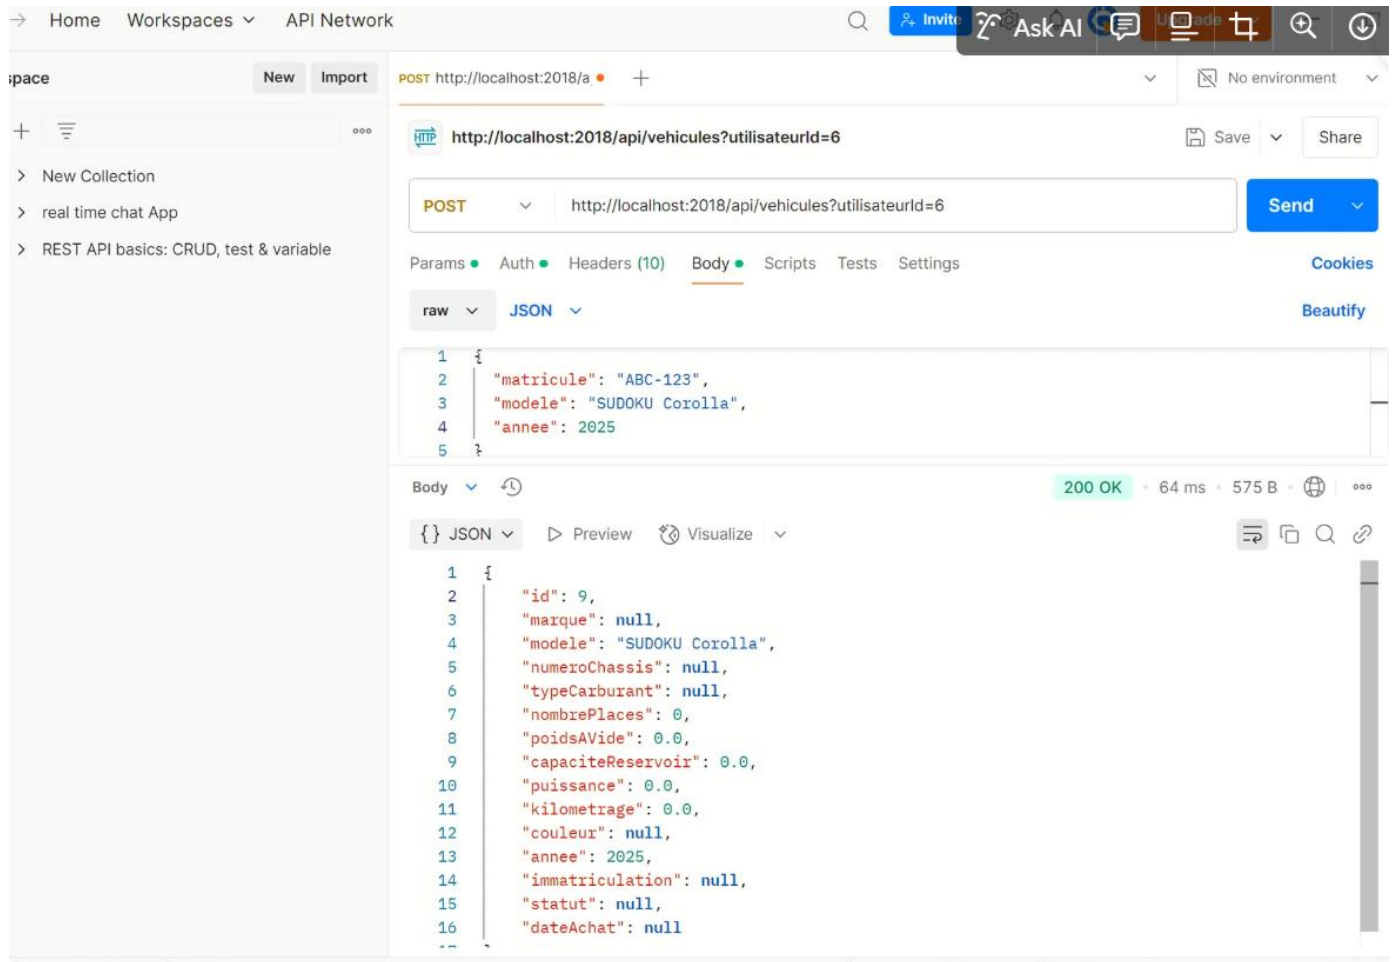 Home Workspaces API Network Invite Ask AI
space New Import POST http://localhost:2018/a No environment
http://localhost:2018/api/vehicules?utilisateurId=6 Save Share
New Collection
real time chat App
REST API basics: CRUD, test & variable
POST http://localhost:2018/api/vehicules?utilisateurId=6 Send
Params Auth Headers (10) Body Scripts Tests Settings Cookies
raw JSON Beautify
1 {
2 "matricule": "ABC-123",
3 "modele": "SUDOKU Corolla",
4 "annee": 2025
5 }
Body 200 OK 64 ms 575 B
{} JSON Preview Visualize
1 {
2 "id": 9,
3 "marque": null,
4 "modele": "SUDOKU Corolla",
5 "numeroChassis": null,
6 "typeCarburant": null,
7 "nombrePlaces": 0,
8 "poidsAVide": 0.0,
9 "capaciteReservoir": 0.0,
10 "puissance": 0.0,
11 "kilometrage": 0.0,
12 "couleur": null,
13 "annee": 2025,
14 "immatriculation": null,
15 "statut": null,
16 "dateAchat": null